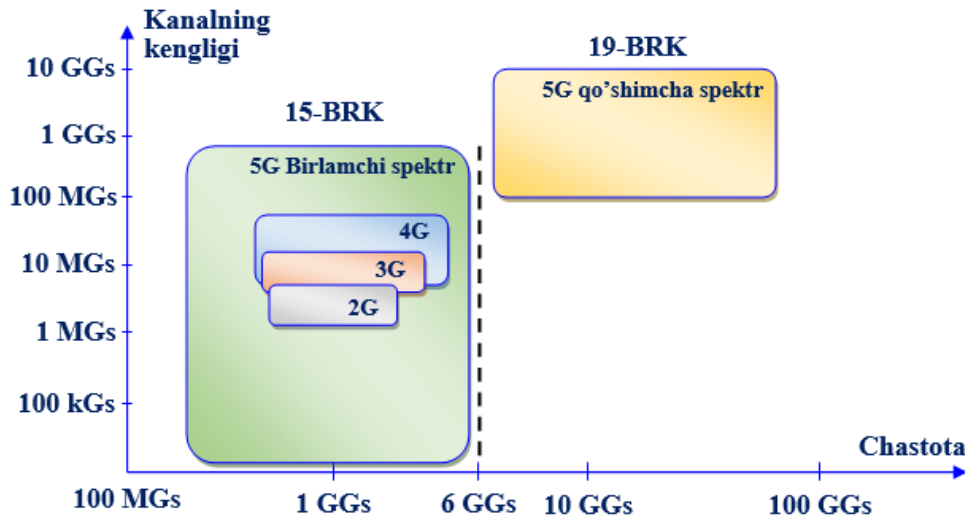 Kanalning
kengligi
10 GGs
1 GGs
100 MGs
10 MGs
1 MGs
100 kGs
15-BRK
5G Birlamchi spektr
4G
3G
2G
19-BRK
5G qo’shimcha spektr
Chastota
100 MGs
1 GGs
6 GGs
10 GGs
100 GGs